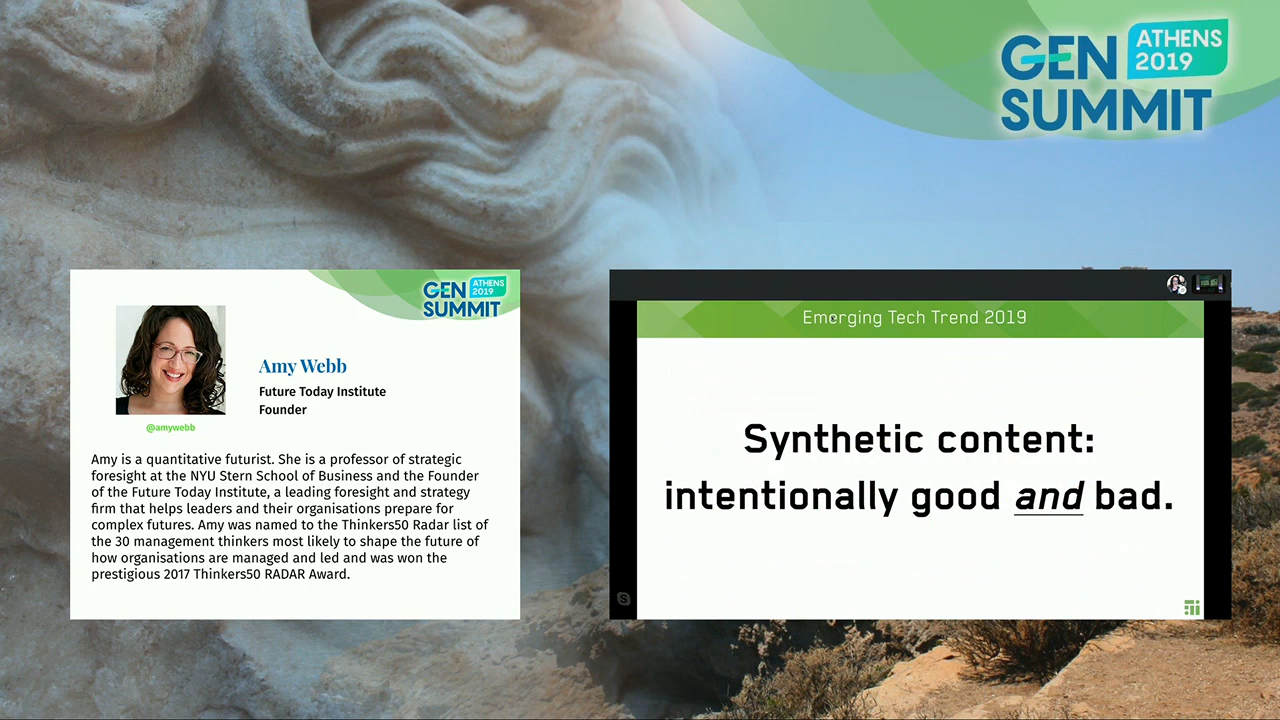 GEN
ATHENS
2019
SUMMIT
GEN
ATHENS
2019
SUMMIT
Amy Webb
Future Today Institute
Founder
@amywebb
Amy is a quantitative futurist. She is a professor of strategic
foresight at the NYU Stern School of Business and the Founder
of the Future Today Institute, a leading foresight and strategy
firm that helps leaders and their organisations prepare for
complex futures. Amy was named to the Thinkers50 Radar list of
the 30 management thinkers most likely to shape the future of
how organisations are managed and led and was won the
prestigious 2017 Thinkers50 RADAR Award.
Emerging Tech Trend 2019
Synthetic content:
intentionally good and bad.